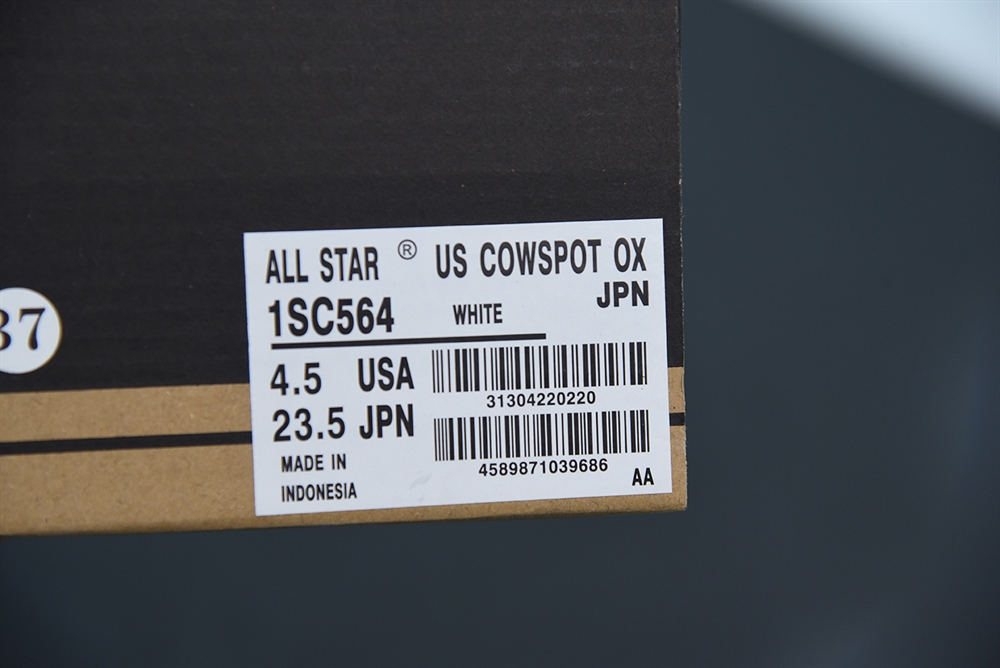 ALL STAR ® US COWSPOT OX
JPN
1SC564 WHITE
4.5 USA
31304220220
23.5 JPN
4589871039686
MADE IN
INDONESIA
AA
37